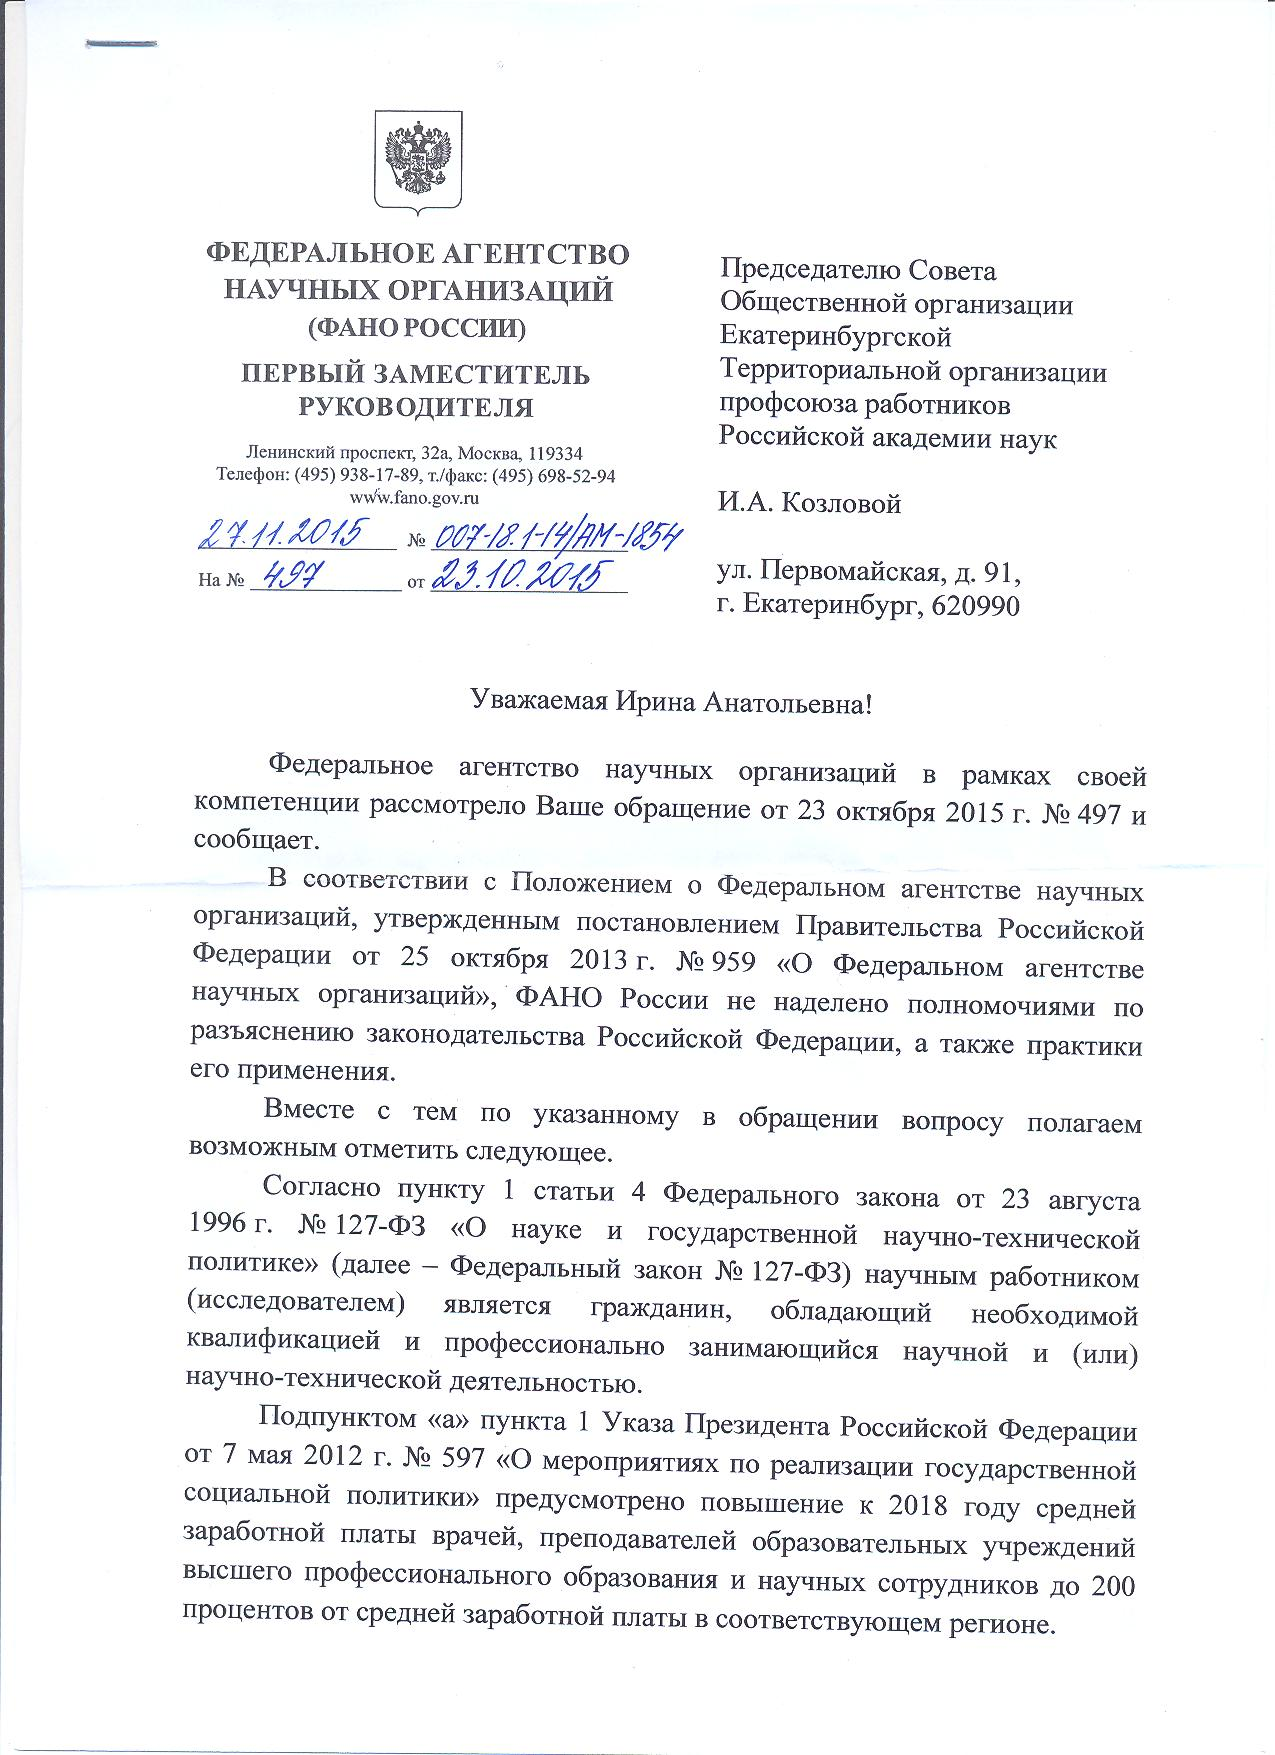 ФЕДЕРАЛЬНОЕ АГЕНТСТВО
НАУЧНЫХ ОРГАНИЗАЦИЙ
(ФАНО РОССИИ)
ПЕРВЫЙ ЗАМЕСТИТЕЛЬ
РУКОВОДИТЕЛЯ
Ленинский проспект, 32а, Москва, 119334
Телефон: (495) 938-17-89, т./факс: (495) 698-52-94
www.fano.gov.ru
27.11.2015 № 007-18.1-14/АМ-1854
На № 497 от 23.10.2015
Председателю Совета
Общественной организации
Екатеринбургской
Территориальной организации
профсоюза работников
Российской академии наук
И.А. Козловой
ул. Первомайская, д. 91,
г. Екатеринбург, 620990
Уважаемая Ирина Анатольевна!
Федеральное агентство научных организаций в рамках своей
компетенции рассмотрело Ваше обращение от 23 октября 2015 г. № 497 и
сообщает.
В соответствии с Положением о Федеральном агентстве научных
организаций, утвержденным постановлением Правительства Российской
Федерации от 25 октября 2013 г. № 959 «О Федеральном агентстве
научных организаций», ФАНО России не наделено полномочиями по
разъяснению законодательства Российской Федерации, а также практики
его применения.
Вместе с тем по указанному в обращении вопросу полагаем
возможным отметить следующее.
Согласно пункту 1 статьи 4 Федерального закона от 23 августа
1996 г. № 127-ФЗ «О науке и государственной научно-технической
политике» (далее – Федеральный закон № 127-ФЗ) научным работником
(исследователем) является гражданин, обладающий необходимой
квалификацией и профессионально занимающийся научной и (или)
научно-технической деятельностью.
Подпунктом «а» пункта 1 Указа Президента Российской Федерации
от 7 мая 2012 г. № 597 «О мероприятиях по реализации государственной
социальной политики» предусмотрено повышение к 2018 году средней
заработной платы врачей, преподавателей образовательных учреждений
высшего профессионального образования и научных сотрудников до 200
процентов от средней заработной платы в соответствующем регионе.